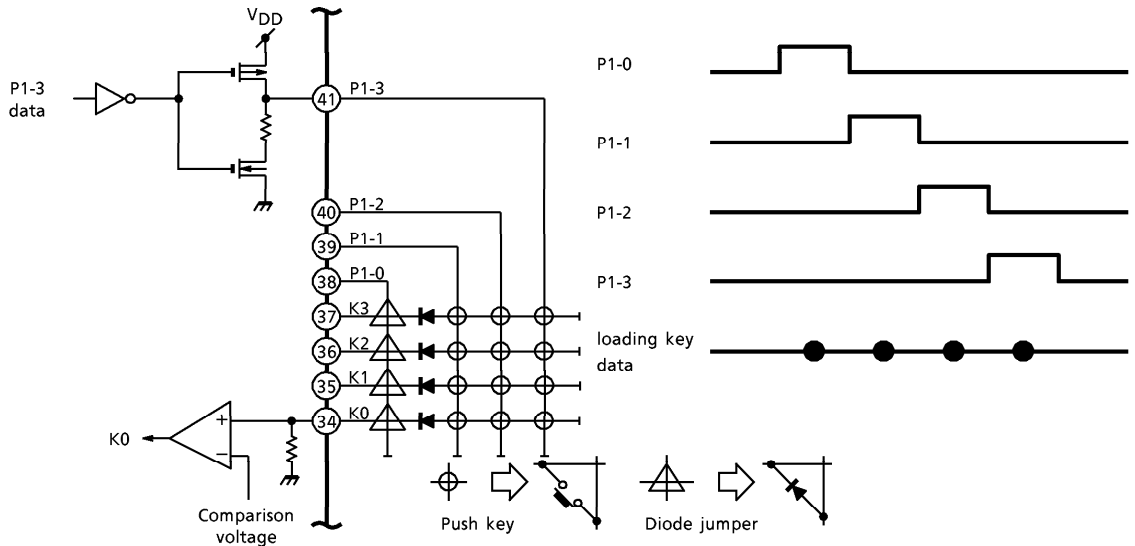 VDD
P1-3
data
41
P1-3
40
P1-2
39
P1-1
38
P1-0
37
K3
36
K2
35
K1
34
K0
K0
+
−
Comparison
voltage
Push key
Diode jumper
P1-0
P1-1
P1-2
P1-3
loading key
data